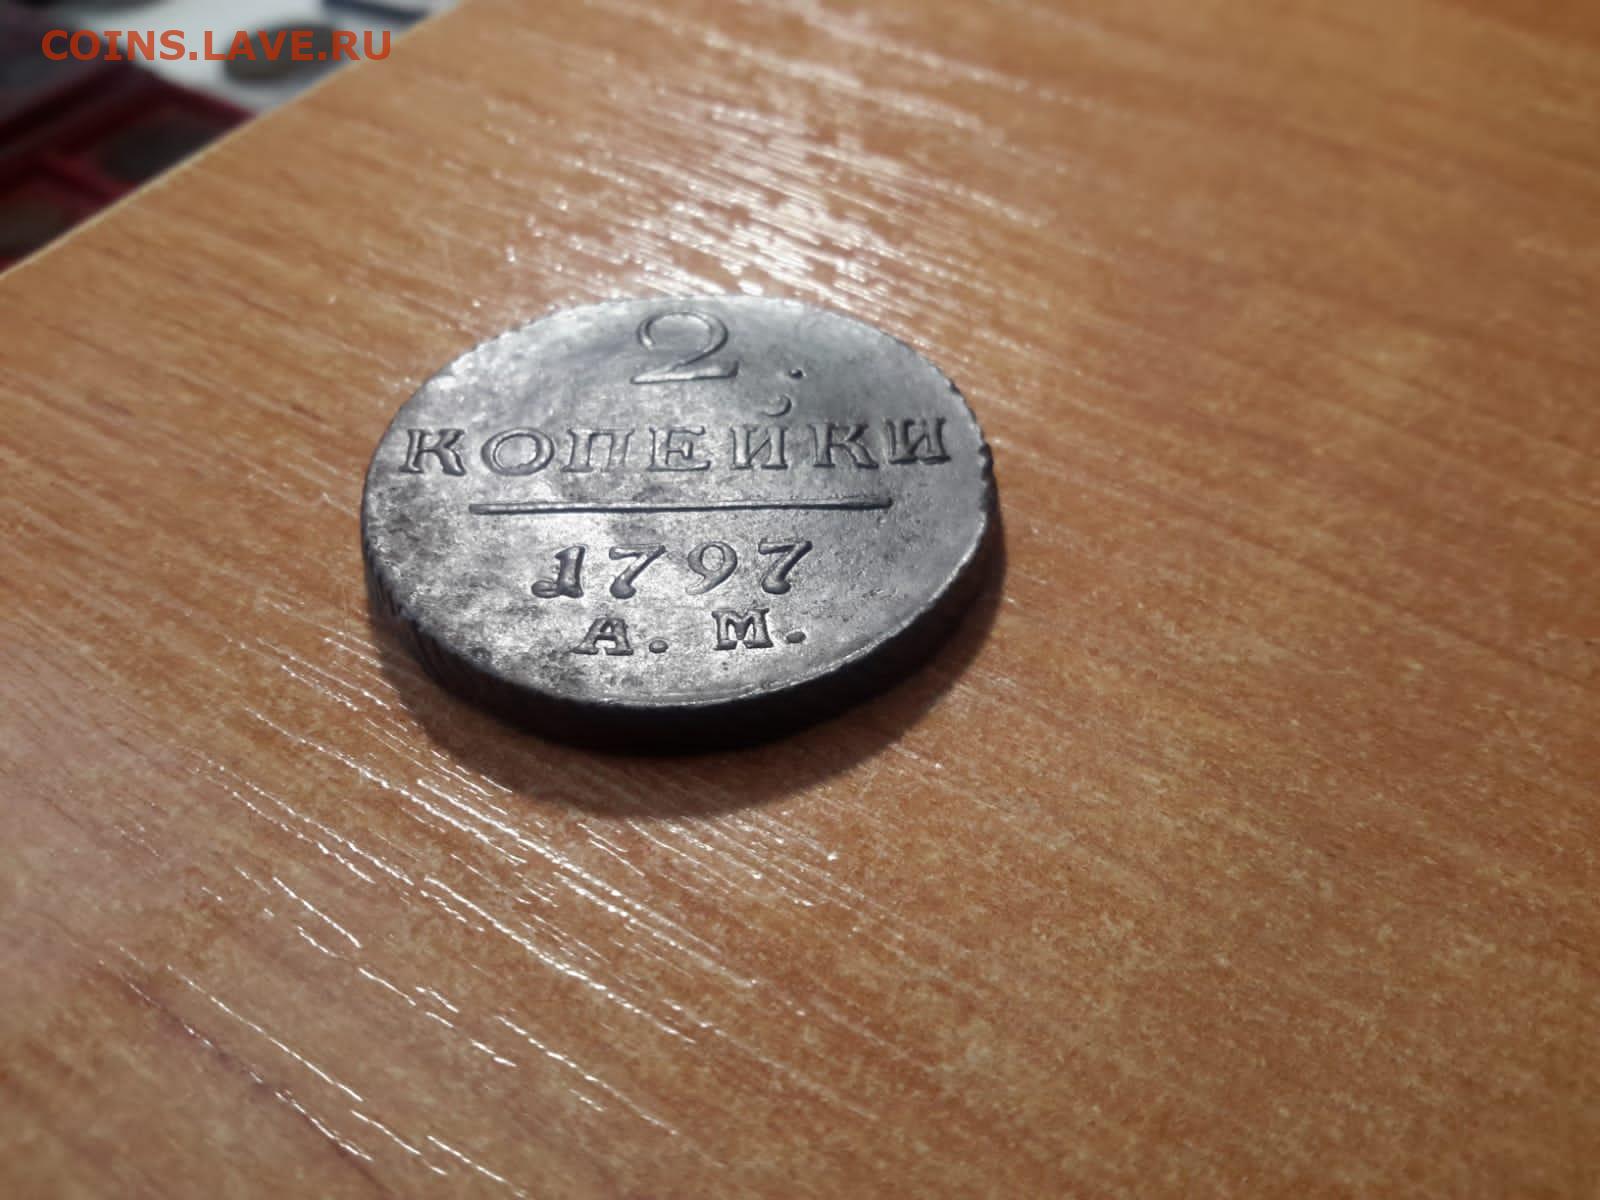 COINS.LAVE.RU
2.
КОПЕЙКИ
1797
А. М.